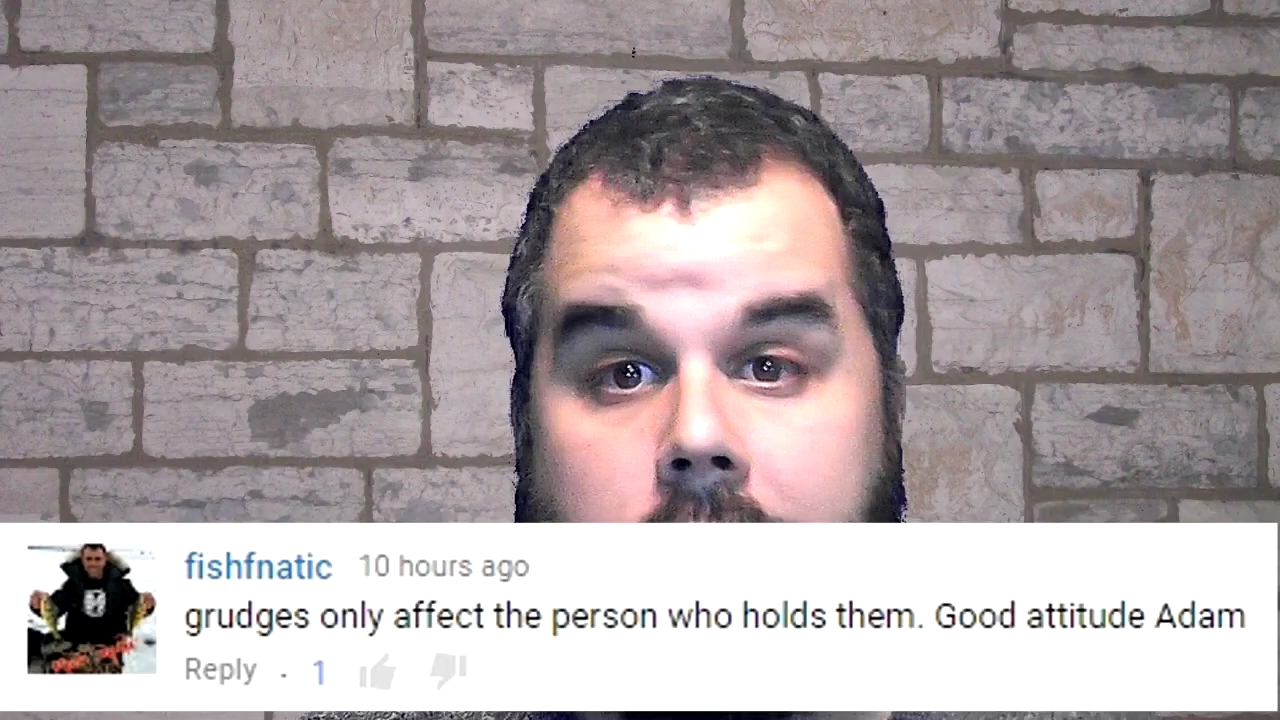 fishfnatic 10 hours ago
grudges only affect the person who holds them. Good attitude Adam
Reply . 1